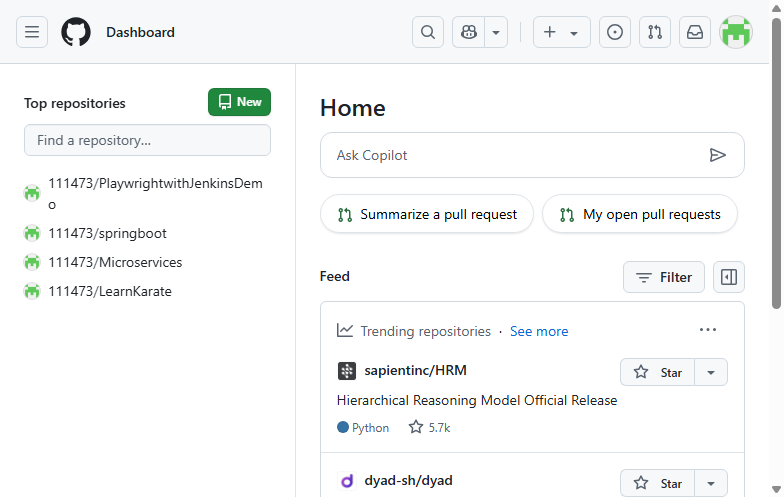 Dashboard
Top repositories
New
Find a repository...
111473/PlaywrightwithJenkinsDem
o
111473/springboot
111473/Microservices
111473/LearnKarate
Home
Ask Copilot
Summarize a pull request
My open pull requests
Feed
Filter
Trending repositories · See more
sapientinc/HRM
Star
Hierarchical Reasoning Model Official Release
Python
5.7k
dyad-sh/dyad
Star